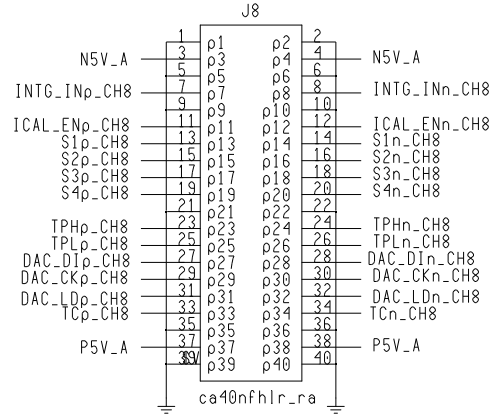 J8
1 p1 p2 2
N5V_A 3 p3 p4 4 N5V_A
5 p5 p6 6
INTG_INp_CH8 7 p7 p8 8 INTG_INn_CH8
9 p9 p10 10
ICAL_ENp_CH8 11 p11 p12 12 ICAL_ENn_CH8
S1p_CH8 13 p13 p14 14 S1n_CH8
S2p_CH8 15 p15 p16 16 S2n_CH8
S3p_CH8 17 p17 p18 18 S3n_CH8
S4p_CH8 19 p19 p20 20 S4n_CH8
21 p21 p22 22
TPHp_CH8 23 p23 p24 24 TPHn_CH8
TPLp_CH8 25 p25 p26 26 TPLn_CH8
DAC_DIp_CH8 27 p27 p28 28 DAC_DIn_CH8
DAC_CKp_CH8 29 p29 p30 30 DAC_CKn_CH8
DAC_LDp_CH8 31 p31 p32 32 DAC_LDn_CH8
TCp_CH8 33 p33 p34 34 TCn_CH8
35 p35 p36 36
P5V_A 37 p37 p38 38 P5V_A
39 p39 p40 40
ca40nfhlr_ra